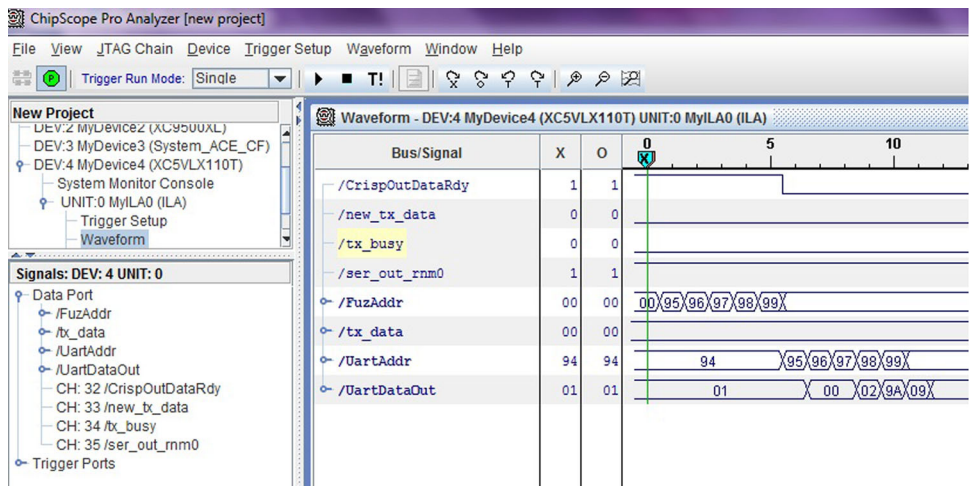 ChipScope Pro Analyzer [new project]
File View JTAG Chain Device Trigger Setup Waveform Window Help
Trigger Run Mode: Single T!
New Project
DEV:2 MyDevice2 (XC9500XL)
DEV:3 MyDevice3 (System_ACE_CF)
DEV:4 MyDevice4 (XC5VLX110T)
System Monitor Console
UNIT:0 MyILA0 (ILA)
Trigger Setup
Waveform
Signals: DEV: 4 UNIT: 0
Data Port
/FuzAddr
/tx_data
/UartAddr
/UartDataOut
CH: 32 /CrispOutDataRdy
CH: 33 /new_tx_data
CH: 34 /tx_busy
CH: 35 /ser_out_rnm0
Trigger Ports
Waveform - DEV:4 MyDevice4 (XC5VLX110T) UNIT:0 MyILA0 (ILA)
Bus/Signal X O 0 5 10
X
/CrispOutDataRdy 1 1
/new_tx_data 0 0
/tx_busy 0 0
/ser_out_rnm0 1 1
/FuzAddr 00 00 00 95 96 97 98 99
/tx_data 00 00
/UartAddr 94 94 94 95 96 97 98 99
/UartDataOut 01 01 01 00 02 9A 09